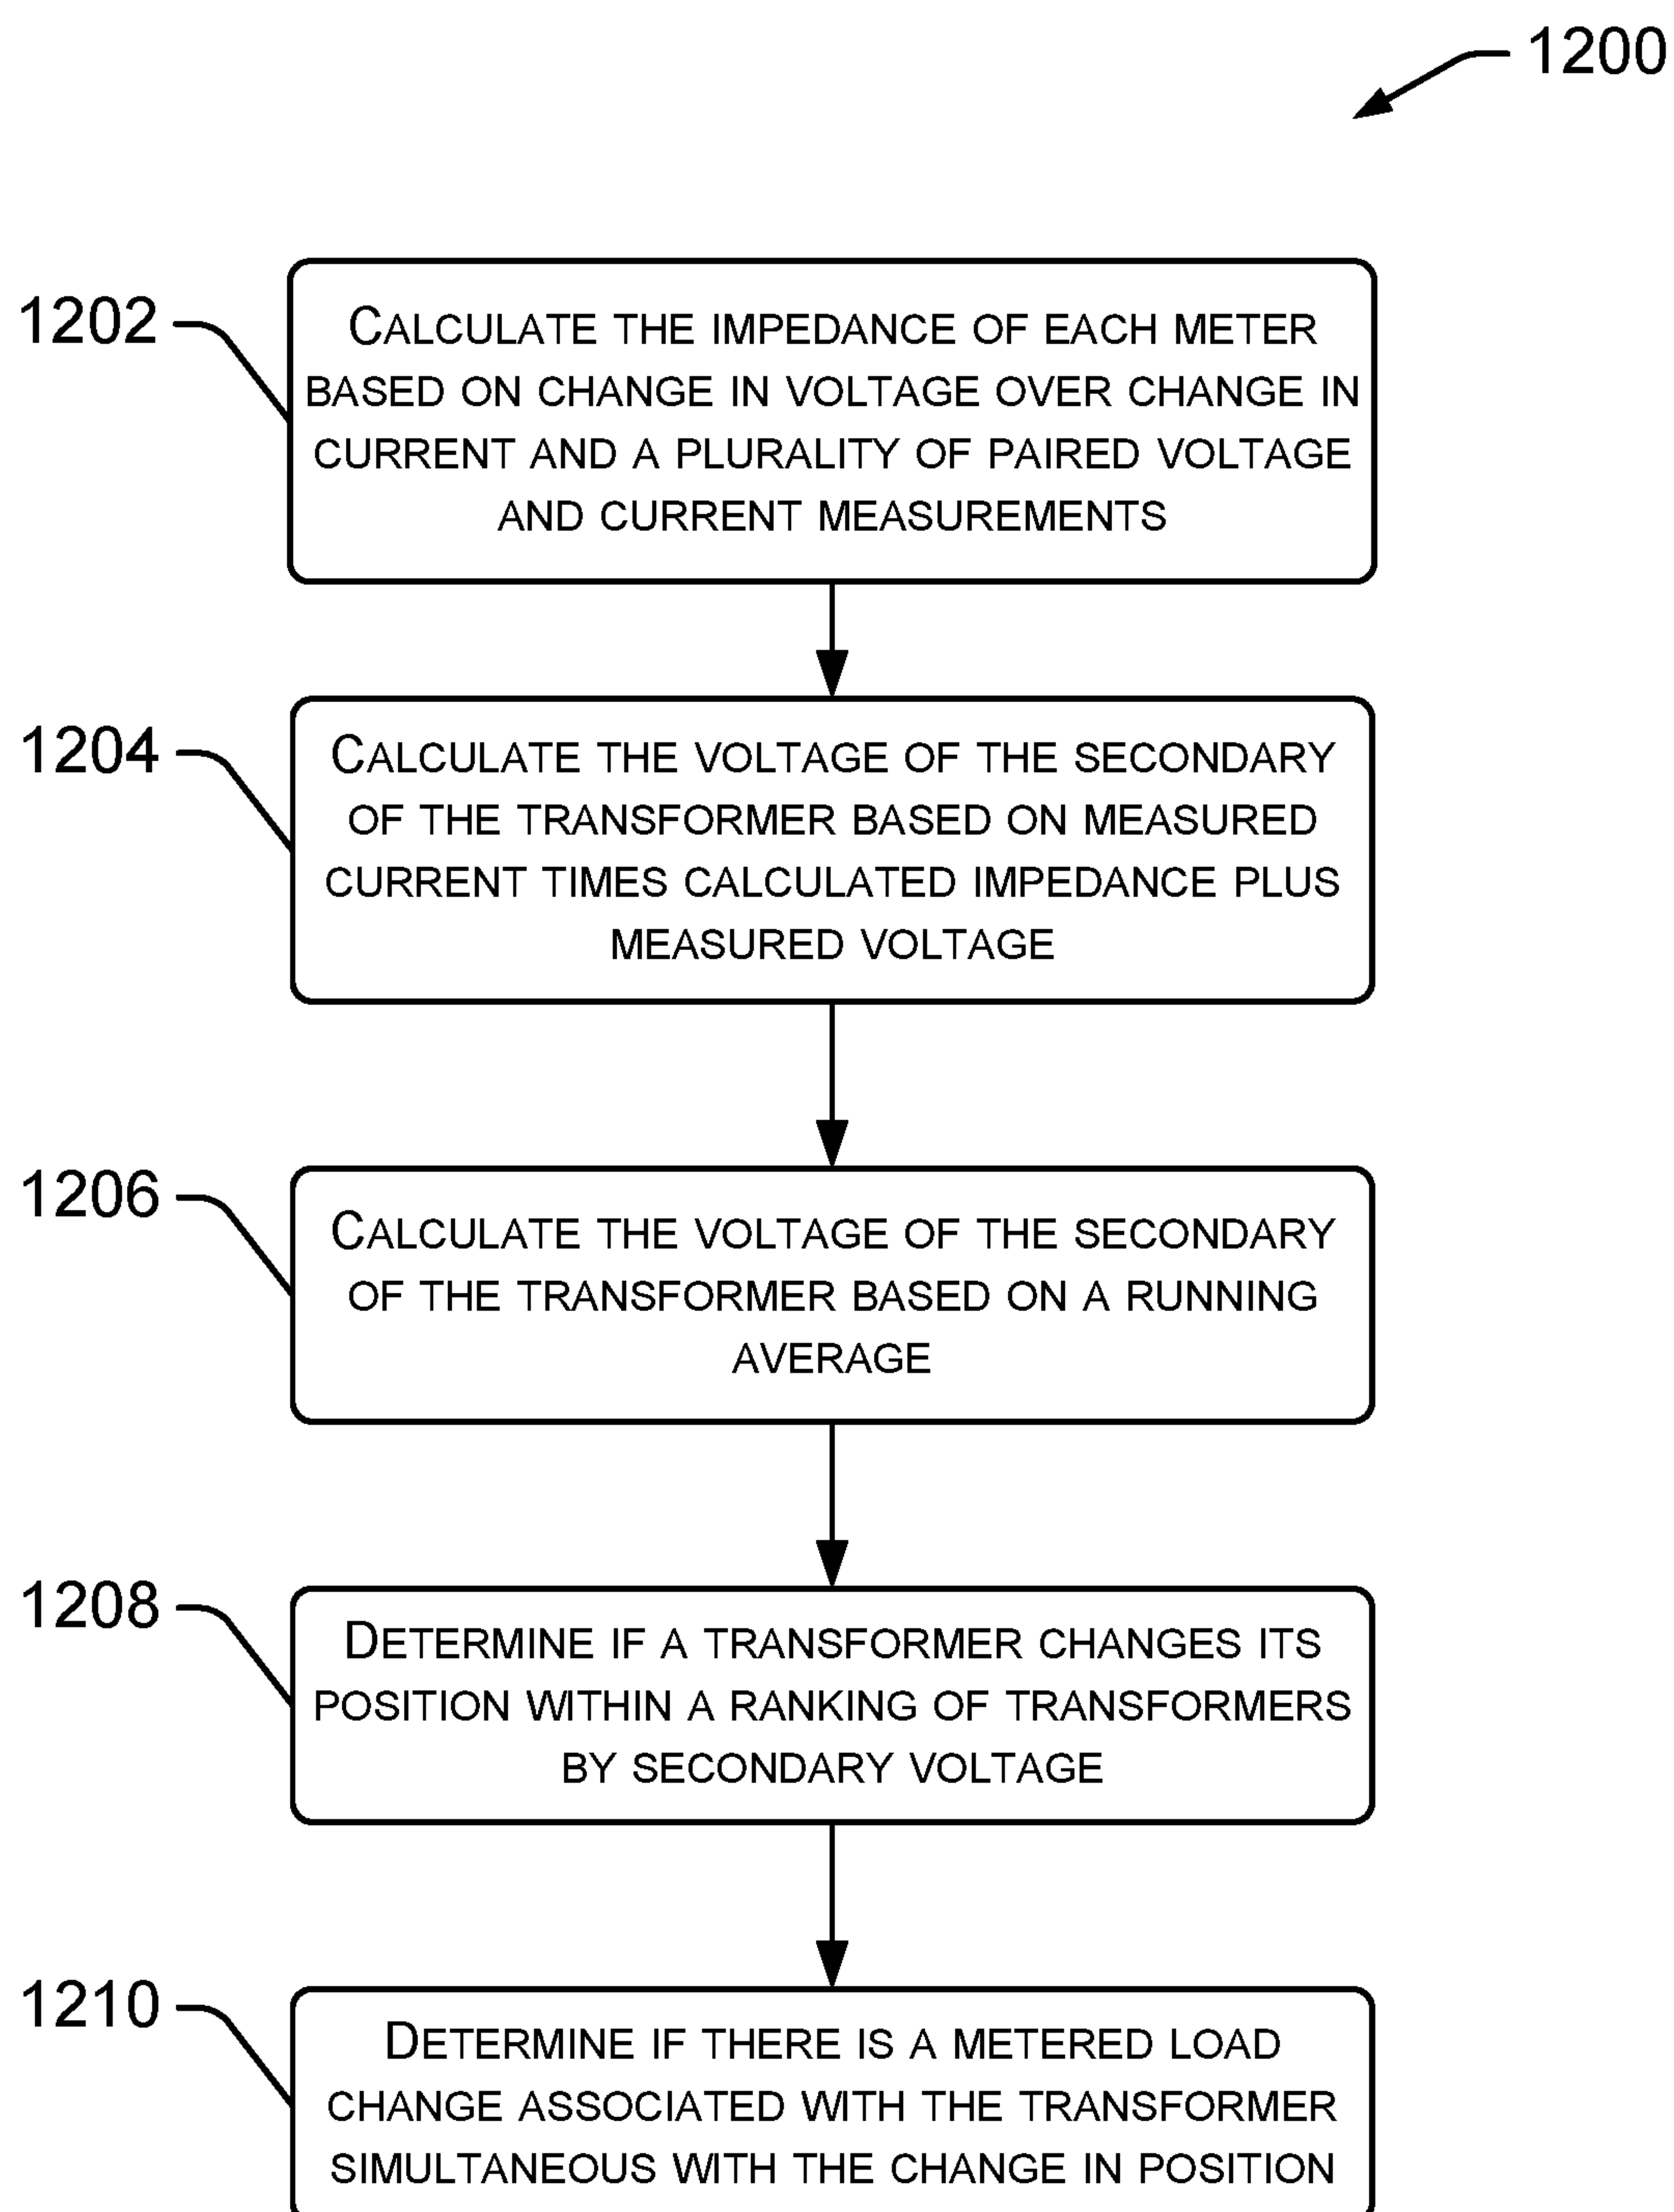 1200
1202
CALCULATE THE IMPEDANCE OF EACH METER
BASED ON CHANGE IN VOLTAGE OVER CHANGE IN
CURRENT AND A PLURALITY OF PAIRED VOLTAGE
AND CURRENT MEASUREMENTS
1204
CALCULATE THE VOLTAGE OF THE SECONDARY
OF THE TRANSFORMER BASED ON MEASURED
CURRENT TIMES CALCULATED IMPEDANCE PLUS
MEASURED VOLTAGE
1206
CALCULATE THE VOLTAGE OF THE SECONDARY
OF THE TRANSFORMER BASED ON A RUNNING
AVERAGE
1208
DETERMINE IF A TRANSFORMER CHANGES ITS
POSITION WITHIN A RANKING OF TRANSFORMERS
BY SECONDARY VOLTAGE
1210
DETERMINE IF THERE IS A METERED LOAD
CHANGE ASSOCIATED WITH THE TRANSFORMER
SIMULTANEOUS WITH THE CHANGE IN POSITION